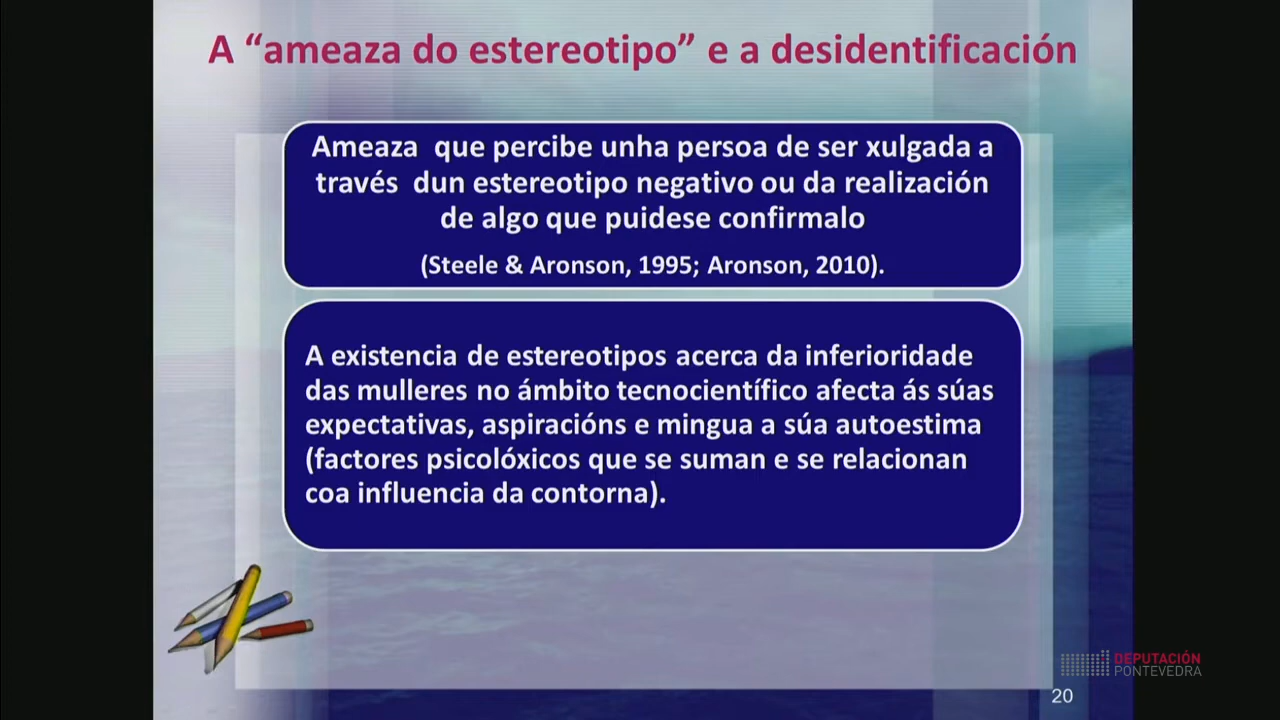 A “ameaza do estereotipo” e a desidentificación
Ameaza que percibe unha persoa de ser xulgada a
través dun estereotipo negativo ou da realización
de algo que puidese confirmalo
(Steele & Aronson, 1995; Aronson, 2010).
A existencia de estereotipos acerca da inferioridade
das mulleres no ámbito tecnocientífico afecta ás súas
expectativas, aspiracións e mingua a súa autoestima
(factores psicolóxicos que se suman e se relacionan
coa influencia da contorna).
DEPUTACIÓN
PONTEVEDRA
20